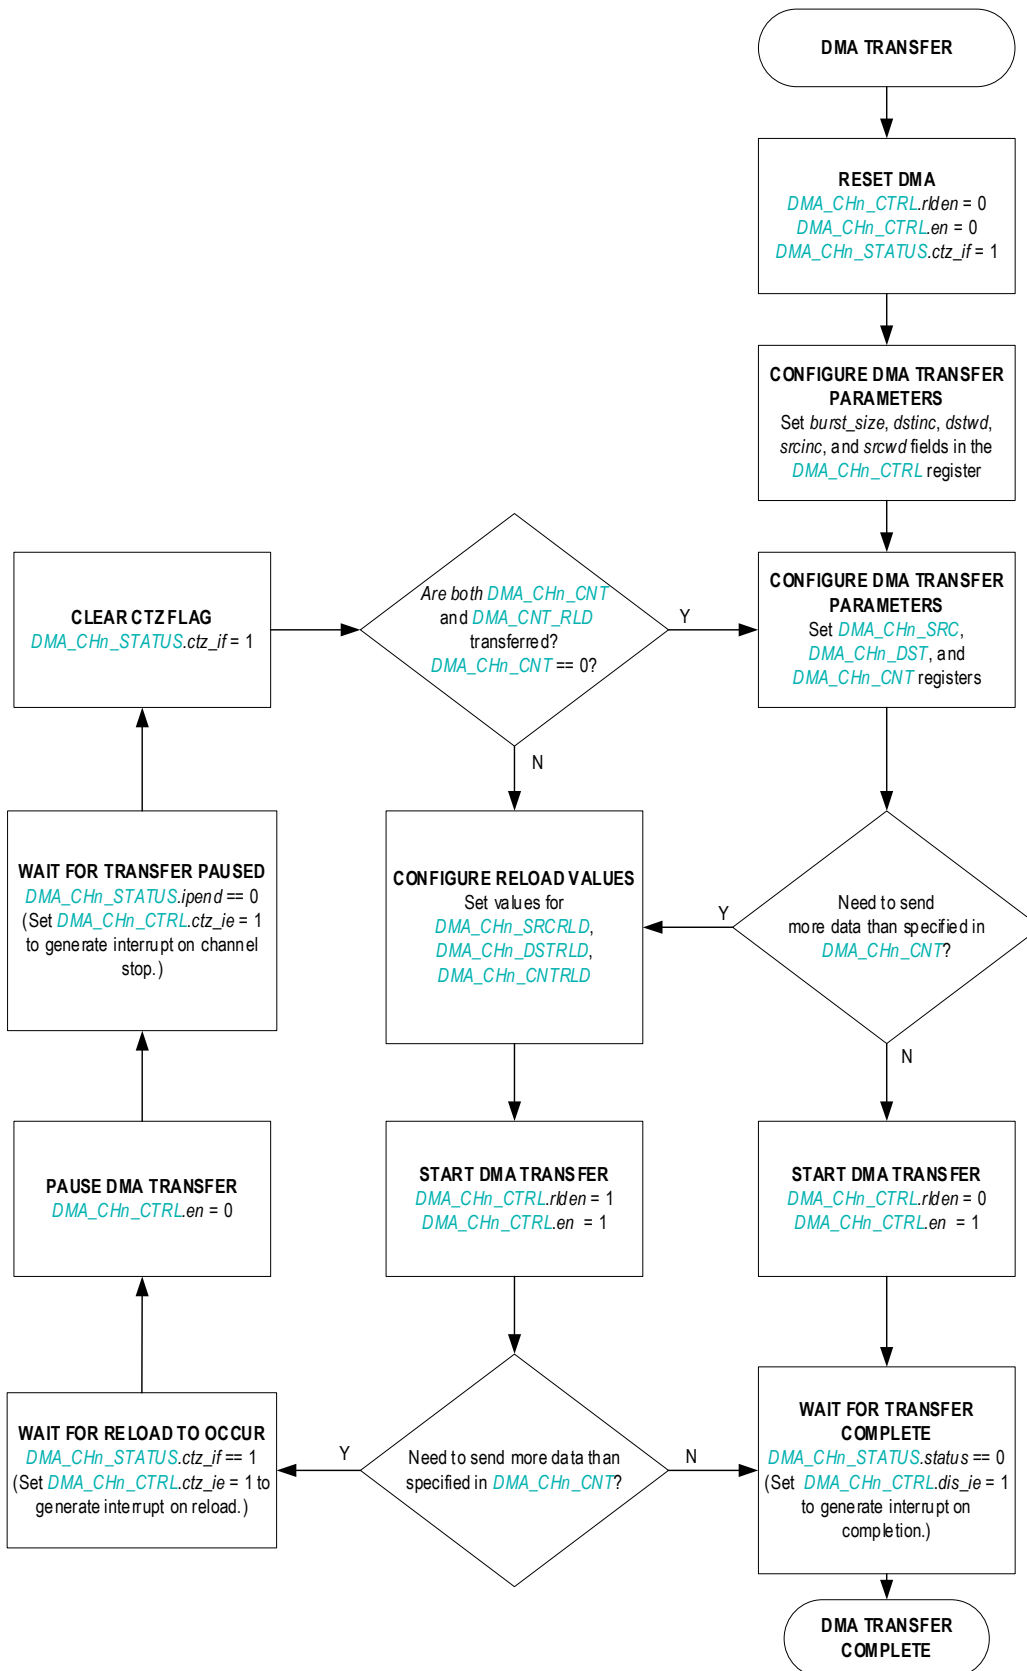 DMA TRANSFER
RESET DMA
DMA_CHn_CTRL.rlden = 0
DMA_CHn_CTRL.en = 0
DMA_CHn_STATUS.ctz_if = 1
CONFIGURE DMA TRANSFER
PARAMETERS
Set burst_size, dstinc, dstwd,
srcinc, and srcwd fields in the
DMA_CHn_CTRL register
CLEAR CTZ FLAG
DMA_CHn_STATUS.ctz_if = 1
Are both DMA_CHn_CNT
and DMA_CNT_RLD
transferred?
DMA_CHn_CNT == 0?
Y
N
CONFIGURE DMA TRANSFER
PARAMETERS
Set DMA_CHn_SRC,
DMA_CHn_DST, and
DMA_CHn_CNT registers
WAIT FOR TRANSFER PAUSED
DMA_CHn_STATUS.ipend == 0
(Set DMA_CHn_CTRL.ctz_ie = 1
to generate interrupt on channel
stop.)
CONFIGURE RELOAD VALUES
Set values for
DMA_CHn_SRCRLD,
DMA_CHn_DSTRLD,
DMA_CHn_CNTRLD
Y
Need to send
more data than specified in
DMA_CHn_CNT?
N
PAUSE DMA TRANSFER
DMA_CHn_CTRL.en = 0
START DMA TRANSFER
DMA_CHn_CTRL.rlden = 1
DMA_CHn_CTRL.en = 1
START DMA TRANSFER
DMA_CHn_CTRL.rlden = 0
DMA_CHn_CTRL.en = 1
WAIT FOR RELOAD TO OCCUR
DMA_CHn_STATUS.ctz_if == 1
(Set DMA_CHn_CTRL.ctz_ie = 1 to
generate interrupt on reload.)
Y
Need to send more data than
specified in DMA_CHn_CNT?
N
WAIT FOR TRANSFER
COMPLETE
DMA_CHn_STATUS.status == 0
(Set DMA_CHn_CTRL.dis_ie = 1
to generate interrupt on
completion.)
DMA TRANSFER
COMPLETE